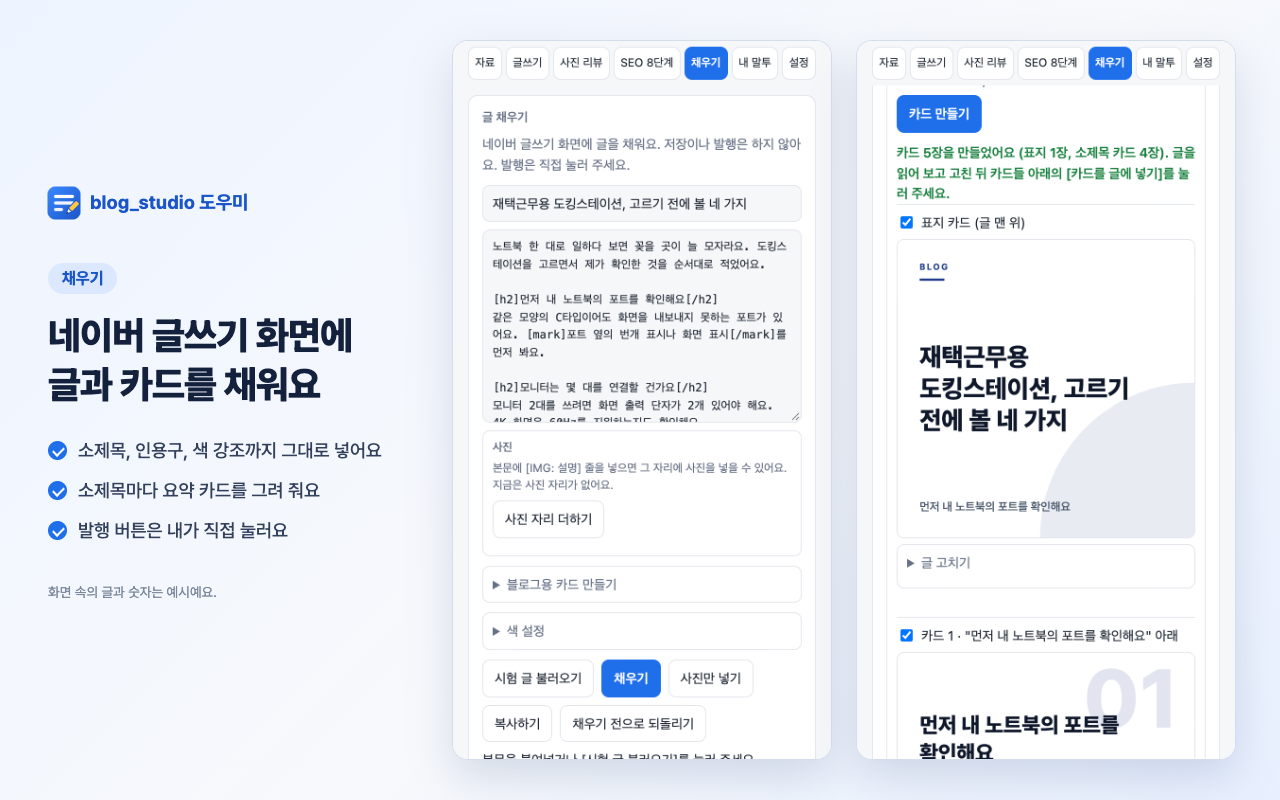 blog_studio 도우미
채우기
네이버 글쓰기 화면에
글과 카드를 채워요
소제목, 인용구, 색 강조까지 그대로 넣어요
소제목마다 요약 카드를 그려 줘요
발행 버튼은 내가 직접 눌러요
화면 속의 글과 숫자는 예시예요.
자료 글쓰기 사진 리뷰 SEO 8단계 채우기 내 말투 설정
글 채우기
네이버 글쓰기 화면에 글을 채워요. 저장이나 발행은 하지 않아
요. 발행은 직접 눌러 주세요.
재택근무용 도킹스테이션, 고르기 전에 볼 네 가지
노트북 한 대로 일하다 보면 꽂을 곳이 늘 모자라요. 도킹스
테이션을 고르면서 제가 확인한 것을 순서대로 적었어요.
[h2]먼저 내 노트북의 포트를 확인해요[/h2]
같은 모양의 C타입이어도 화면을 내보내지 못하는 포트가 있
어요. [mark]포트 옆의 번개 표시나 화면 표시[/mark]를
먼저 봐요.
[h2]모니터는 몇 대를 연결할 건가요[/h2]
모니터 2대를 쓰려면 화면 출력 단자가 2개 있어야 해요.
사진
본문에 [IMG: 설명] 줄을 넣으면 그 자리에 사진을 넣을 수 있어요.
지금은 사진 자리가 없어요.
사진 자리 더하기
▶ 블로그용 카드 만들기
▶ 색 설정
시험 글 불러오기 채우기 사진만 넣기
복사하기 채우기 전으로 되돌리기
본문을 붙여넣거나 [시험 글 불러오기]를 눌러 주세요.
자료 글쓰기 사진 리뷰 SEO 8단계 채우기 내 말투 설정
카드 만들기
카드 5장을 만들었어요 (표지 1장, 소제목 카드 4장). 글을
읽어 보고 고친 뒤 카드들 아래의 [카드를 글에 넣기]를 눌
러 주세요.
표지 카드 (글 맨 위)
BLOG
재택근무용
도킹스테이션, 고르기
전에 볼 네 가지
먼저 내 노트북의 포트를 확인해요
▶ 글 고치기
카드 1 · "먼저 내 노트북의 포트를 확인해요" 아래
01
먼저 내 노트북의 포트를
확인해요